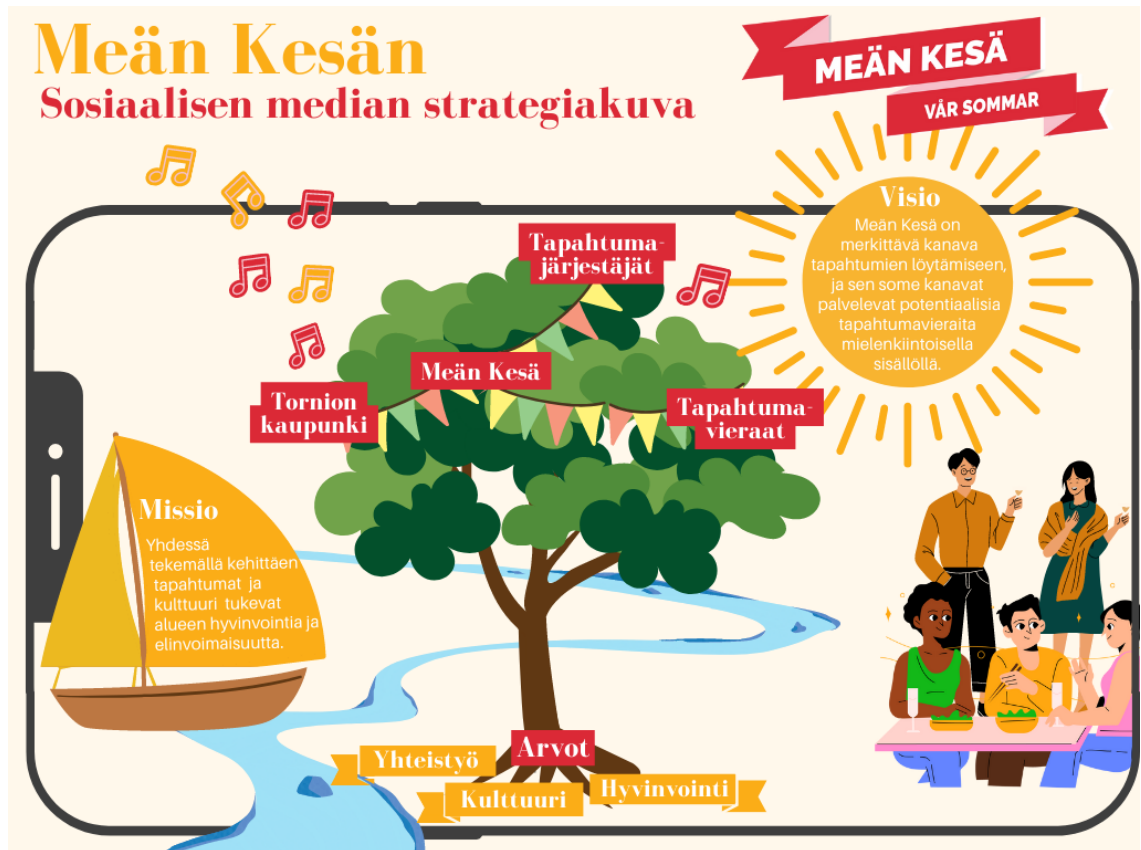 Meän Kesän
Sosiaalisen median strategiakuva
MEÄN KESÄ
VÅR SOMMAR
Visio
Meän Kesä on
merkittävä kanava
tapahtumien löytämiseen,
ja sen some kanavat
palvelevat potentiaalisia
tapahtumavieraita
mielenkiintoisella
sisällöllä.
Tapahtuma-
järjestäjät
Meän Kesä
Tornion
kaupunki
Tapahtuma-
vieraat
Missio
Yhdessä
tekemällä kehittäen
tapahtumat ja
kulttuuri tukevat
alueen hyvinvointia ja
elinvoimaisuutta.
Arvot
Yhteistyö
Kulttuuri
Hyvinvointi